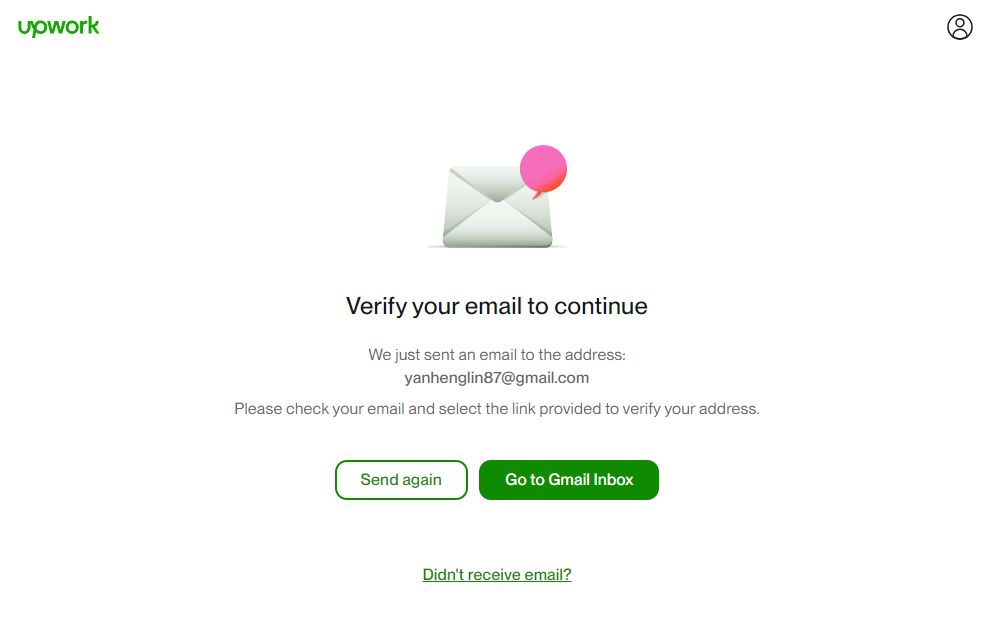 upwork
Verify your email to continue
We just sent an email to the address:
yanhenglin87@gmail.com
Please check your email and select the link provided to verify your address.
Send again
Go to Gmail Inbox
Didn't receive email?